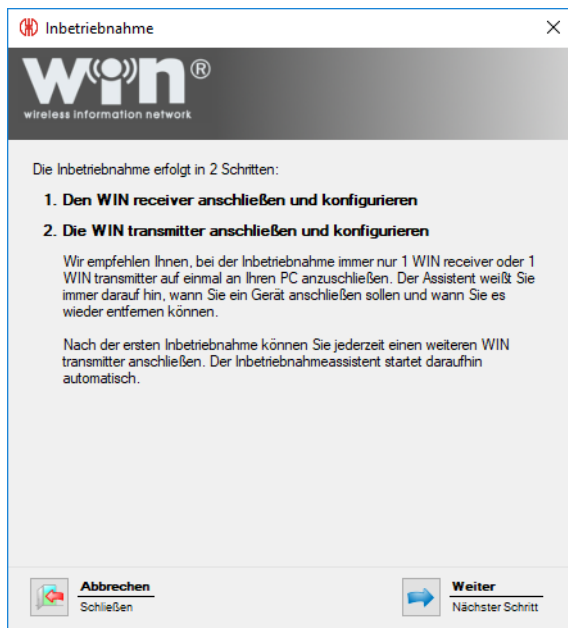 Inbetriebnahme
WIN®
wireless information network
Die Inbetriebnahme erfolgt in 2 Schritten:
1. Den WIN receiver anschließen und konfigurieren
2. Die WIN transmitter anschließen und konfigurieren
Wir empfehlen Ihnen, bei der Inbetriebnahme immer nur 1 WIN receiver oder 1
WIN transmitter auf einmal an Ihren PC anzuschließen. Der Assistent weißt Sie
immer darauf hin, wann Sie ein Gerät anschließen sollen und wann Sie es
wieder entfernen können.
Nach der ersten Inbetriebnahme können Sie jederzeit einen weiteren WIN
transmitter anschließen. Der Inbetriebnahmeassistent startet daraufhin
automatisch.
Abbrechen
Schließen
Weiter
Nächster Schritt